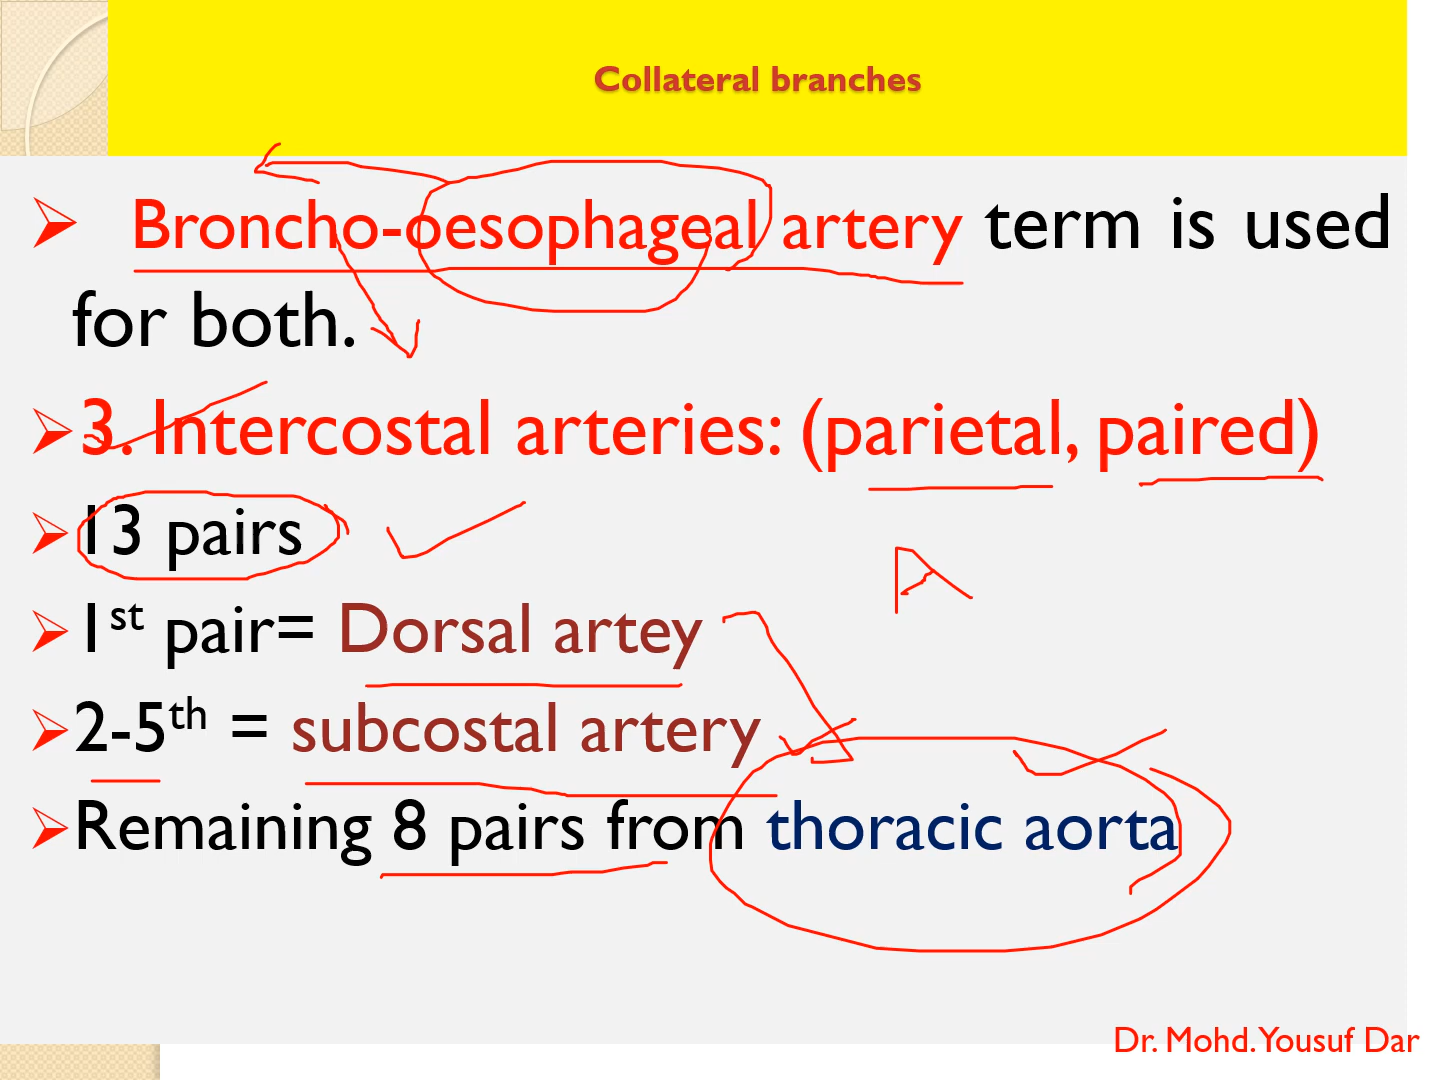 Collateral branches
Broncho-oesophageal artery term is used
for both.
3. Intercostal arteries: (parietal, paired)
13 pairs
1st pair= Dorsal artey
2-5th = subcostal artery
Remaining 8 pairs from thoracic aorta
Dr. Mohd.Yousuf Dar